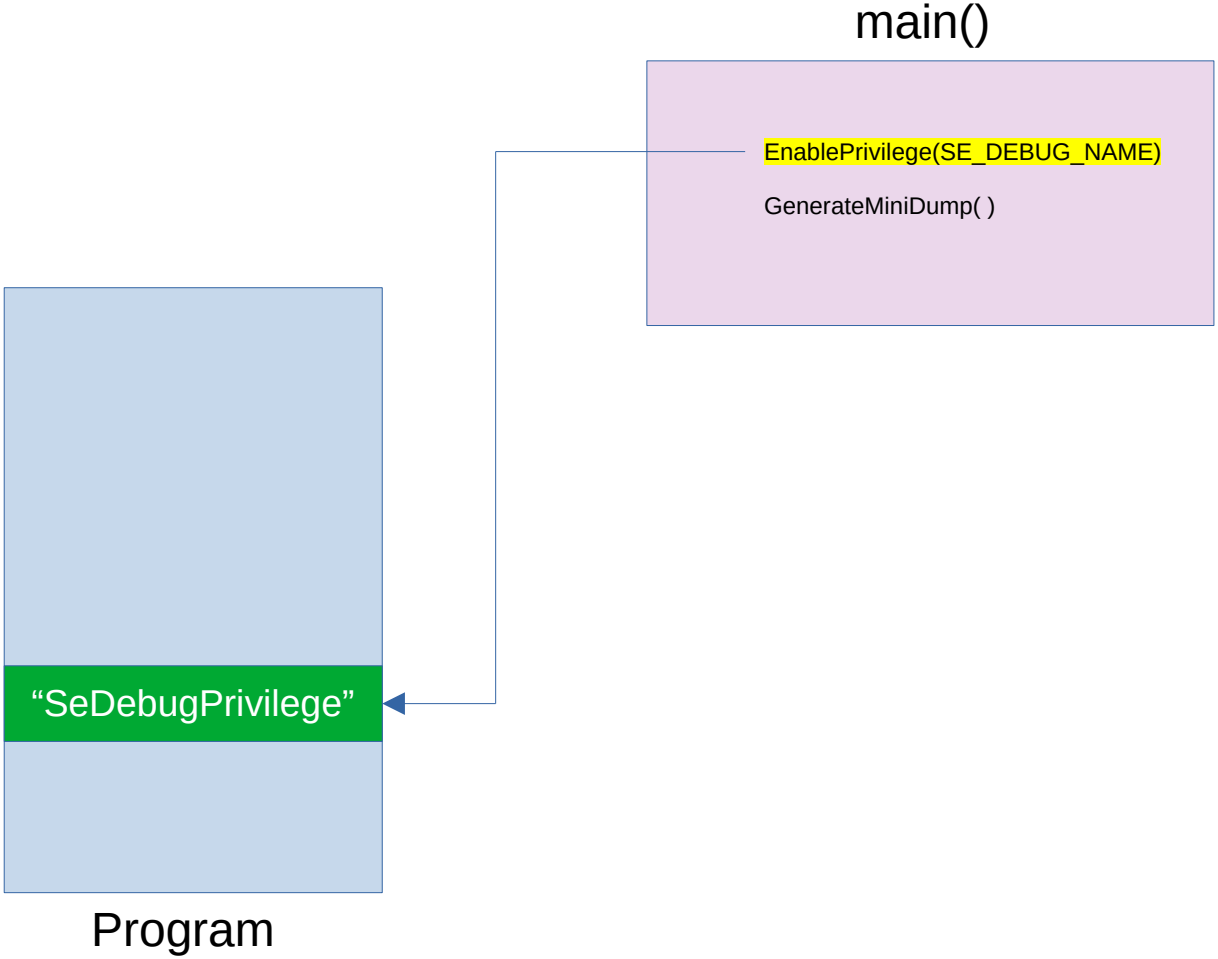 main()
EnablePrivilege(SE_DEBUG_NAME)
GenerateMiniDump( )
“SeDebugPrivilege”
Program